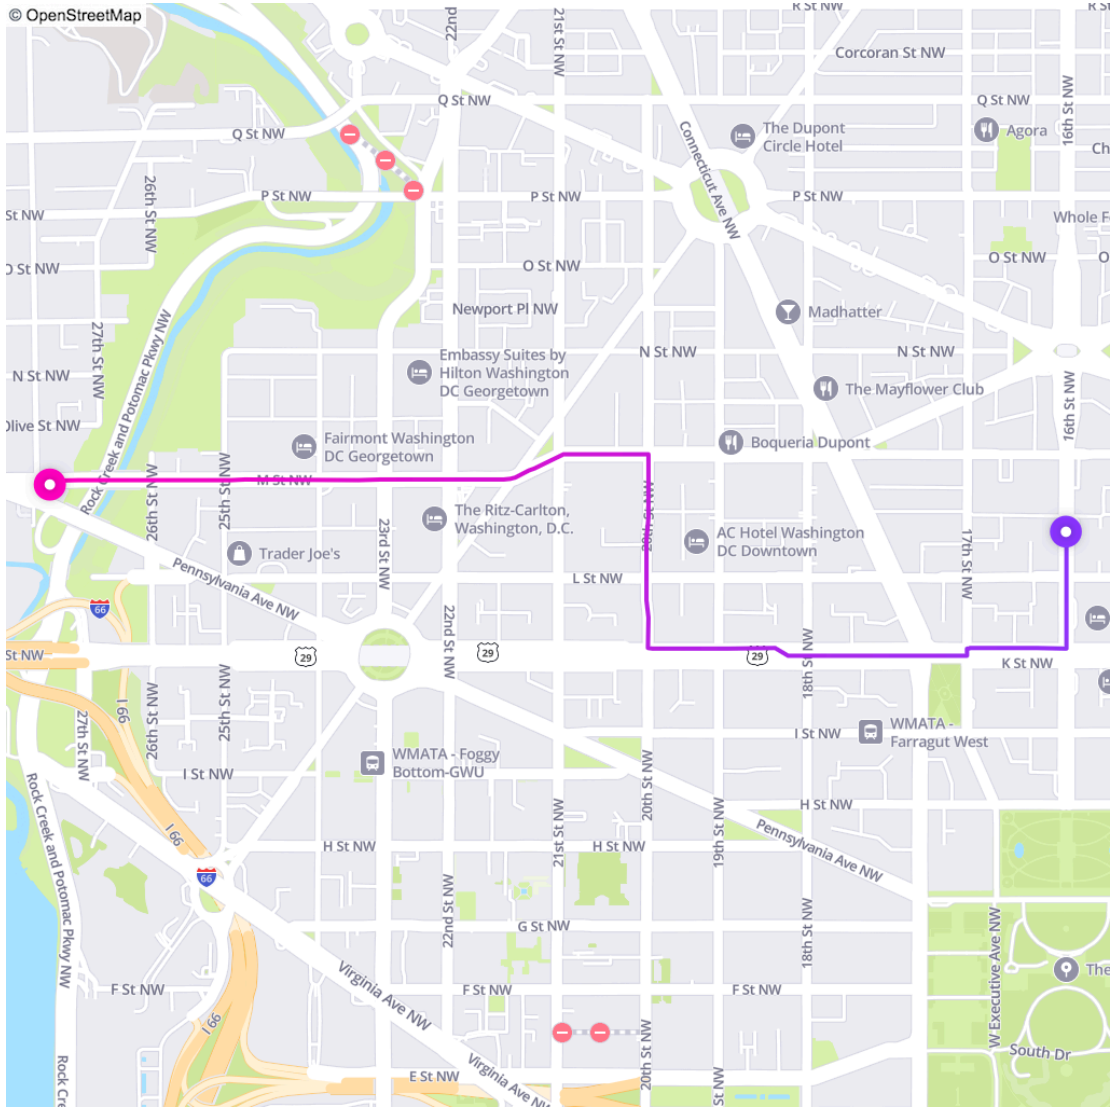 © OpenStreetMap
22nd
21st St NW
R St NW
R S
Corcoran St NW
Q St NW
Q St NW
Q St NW
The Dupont
Circle Hotel
Agora
16th St NW
Ch
Connecticut Ave NW
26th St NW
P St NW
P St NW
P St NW
St NW
Whole F
O St NW
O St NW
O St NW
O
Newport Pl NW
Madhatter
27th St NW
Rock Creek and Potomac Pkwy NW
N St NW
N St NW
N St NW
Embassy Suites by
Hilton Washington
DC Georgetown
The Mayflower Club
16th St NW
Olive St NW
Fairmont Washington
DC Georgetown
Boqueria Dupont
M St NW
26th St NW
25th St NW
The Ritz-Carlton,
Washington, D.C.
20th St NW
AC Hotel Washington
DC Downtown
17th St NW
Trader Joe's
23rd St NW
L St NW
Pennsylvania Ave NW
66
22nd St NW
29
29
29
St NW
18th St NW
K St NW
I 66
27th St NW
26th St NW
25th St NW
WMATA -
Farragut West
I St NW
WMATA - Foggy
Bottom-GWU
I St NW
Rock Creek and Potomac Pkwy NW
20th St NW
H St NW
I 66
21st St NW
19th St NW
Pennsylvania Ave NW
H St NW
H St NW
66
22nd St NW
G St NW
18th St NW
W Executive Ave NW
The
Virginia Ave NW
F St NW
F St NW
F St NW
I 66
20th St NW
South Dr
Rock Cre
E St NW
Virginia Ave NW
St NW